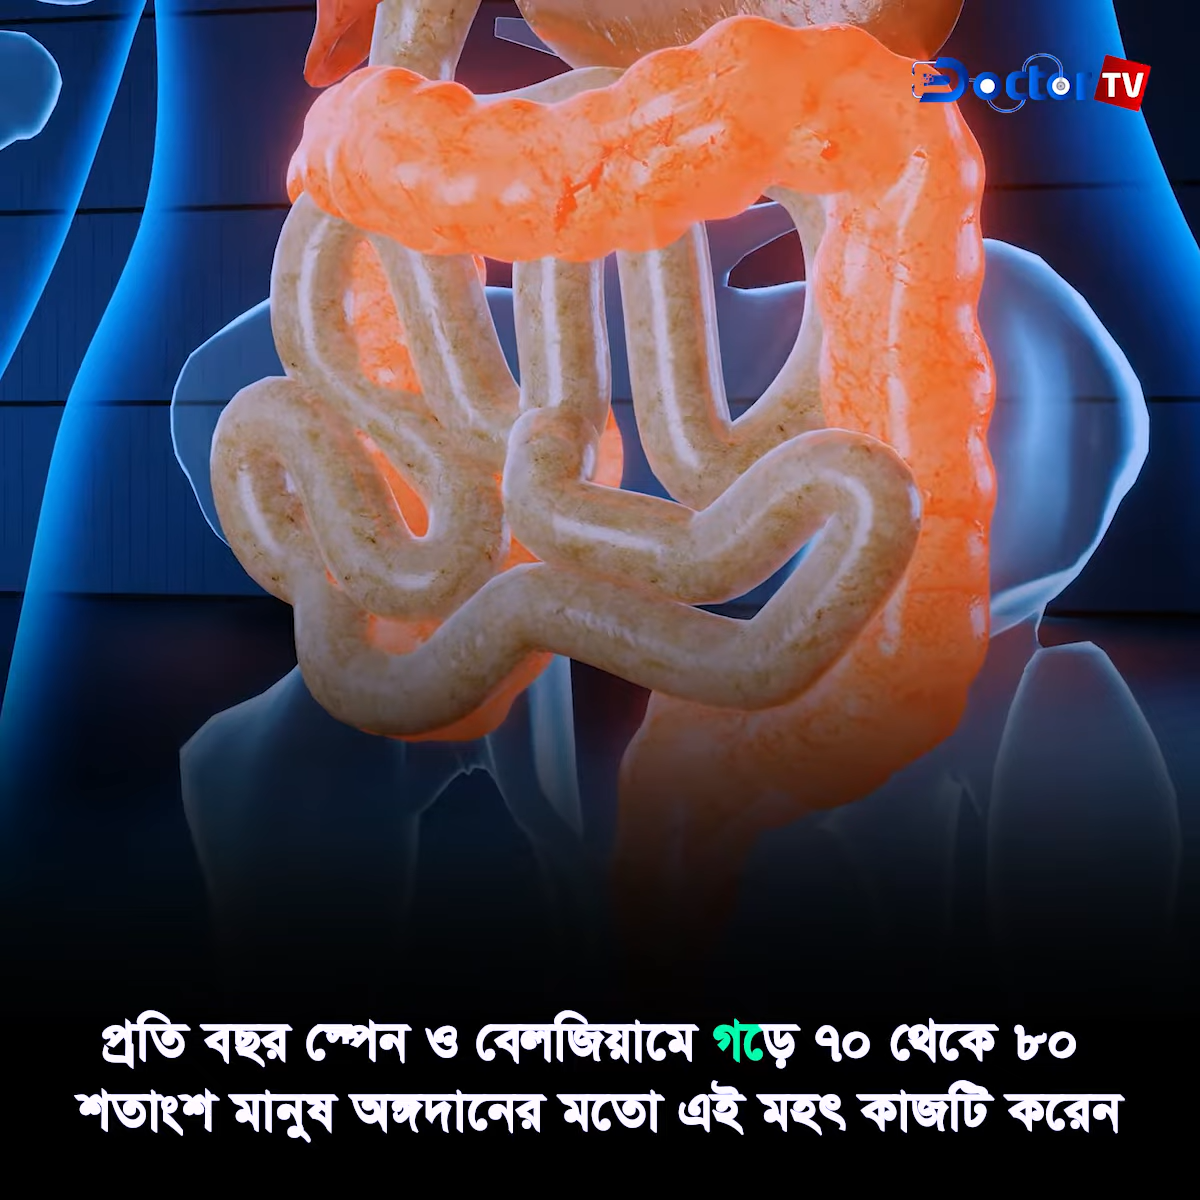 Doctor TV
প্রতি বছর স্পেন ও বেলজিয়ামে গড়ে ৭০ থেকে ৮০
শতাংশ মানুষ অঙ্গদানের মতো এই মহৎ কাজটি করেন